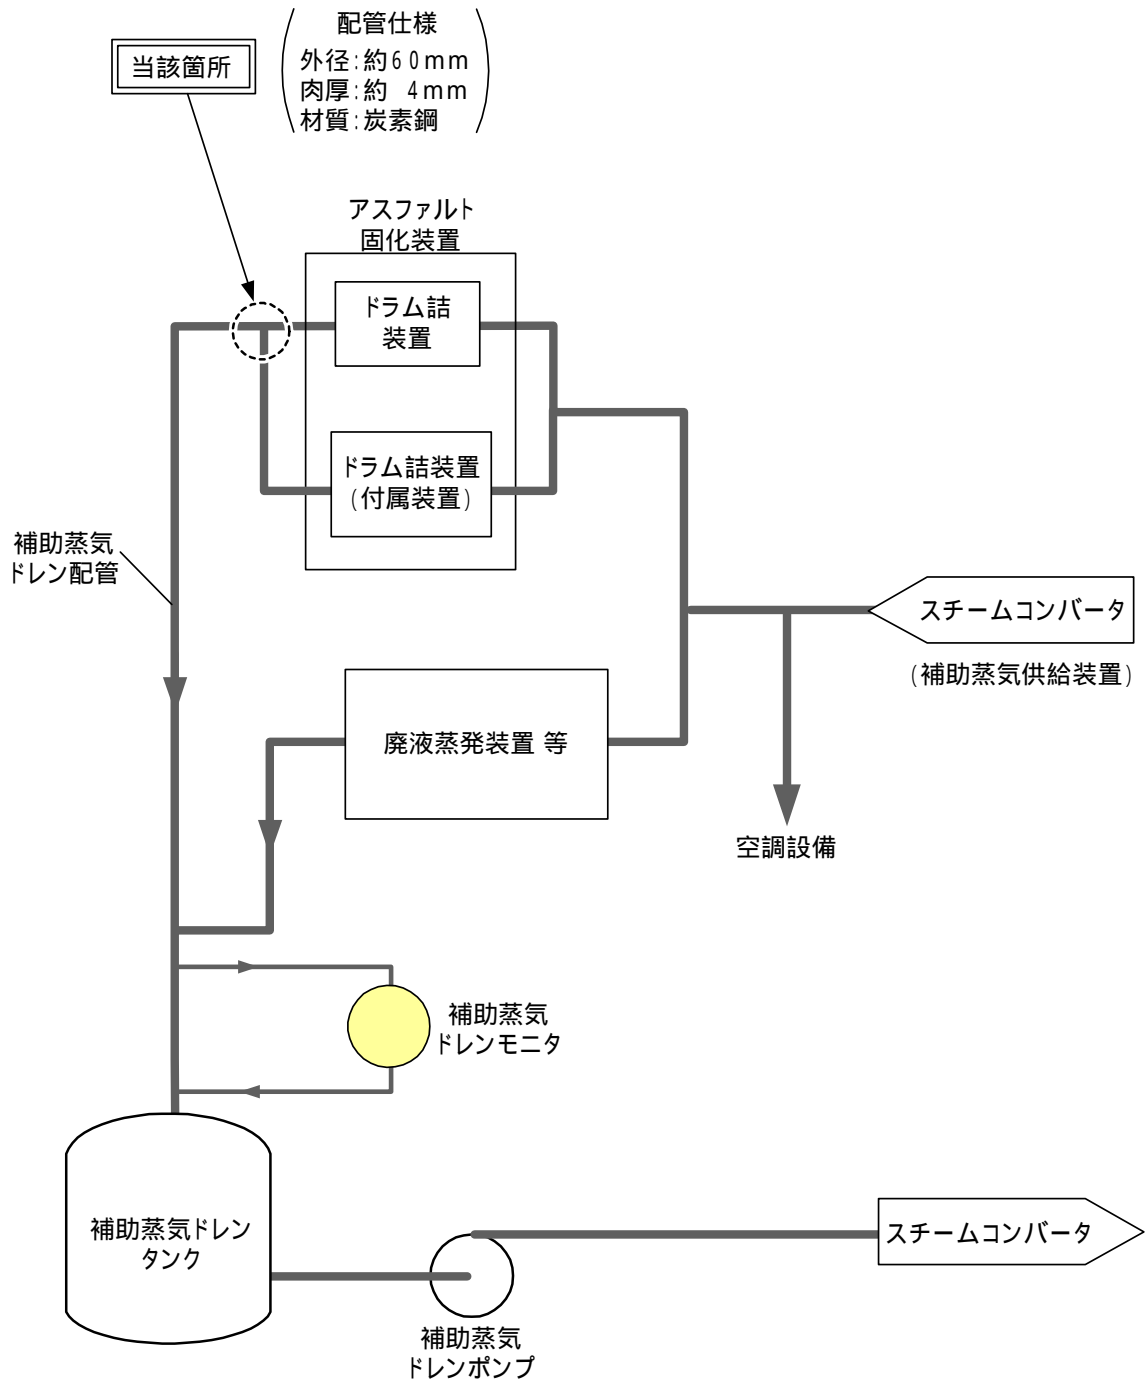 配管仕様
外径:約60mm
肉厚:約 4mm
材質:炭素鋼
当該箇所
アスファルト
固化装置
ドラム詰
装置
ドラム詰装置
(付属装置)
補助蒸気
ドレン配管
スチームコンバータ
(補助蒸気供給装置)
廃液蒸発装置 等
空調設備
補助蒸気
ドレンモニタ
補助蒸気ドレン
タンク
スチームコンバータ
補助蒸気
ドレンポンプ